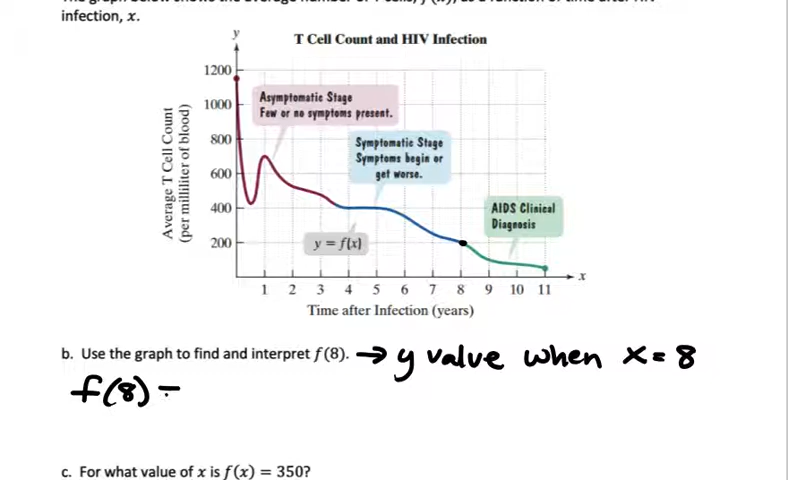 infection, x.
y
T Cell Count and HIV Infection
1200
1000
800
600
400
200
Average T Cell Count
(per milliliter of blood)
Asymptomatic Stage
Few or no symptoms present.
Symptomatic Stage
Symptoms begin or
get worse.
AIDS Clinical
Diagnosis
y = f(x)
x
1 2 3 4 5 6 7 8 9 10 11
Time after Infection (years)
b. Use the graph to find and interpret f(8). → y value when x = 8
f(8) =
c. For what value of x is f(x) = 350?